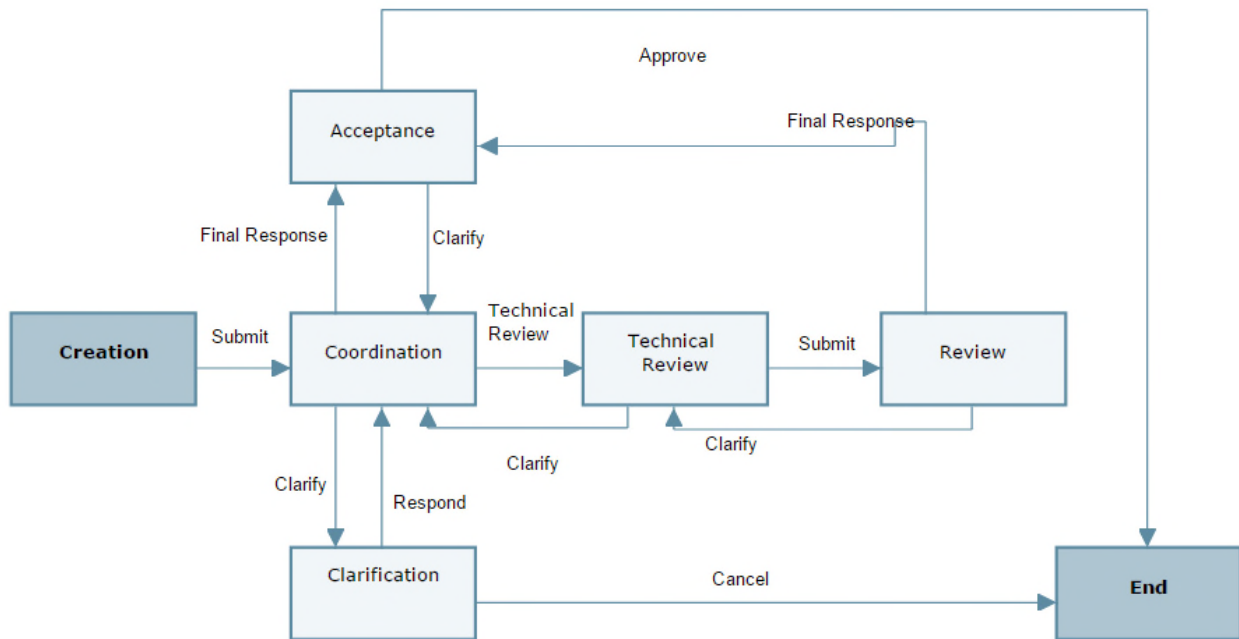 Approve
Acceptance
Final Response
Final Response
Clarify
Creation
Submit
Coordination
Technical
Review
Technical
Review
Submit
Review
Clarify
Clarify
Clarify
Respond
Clarification
Cancel
End